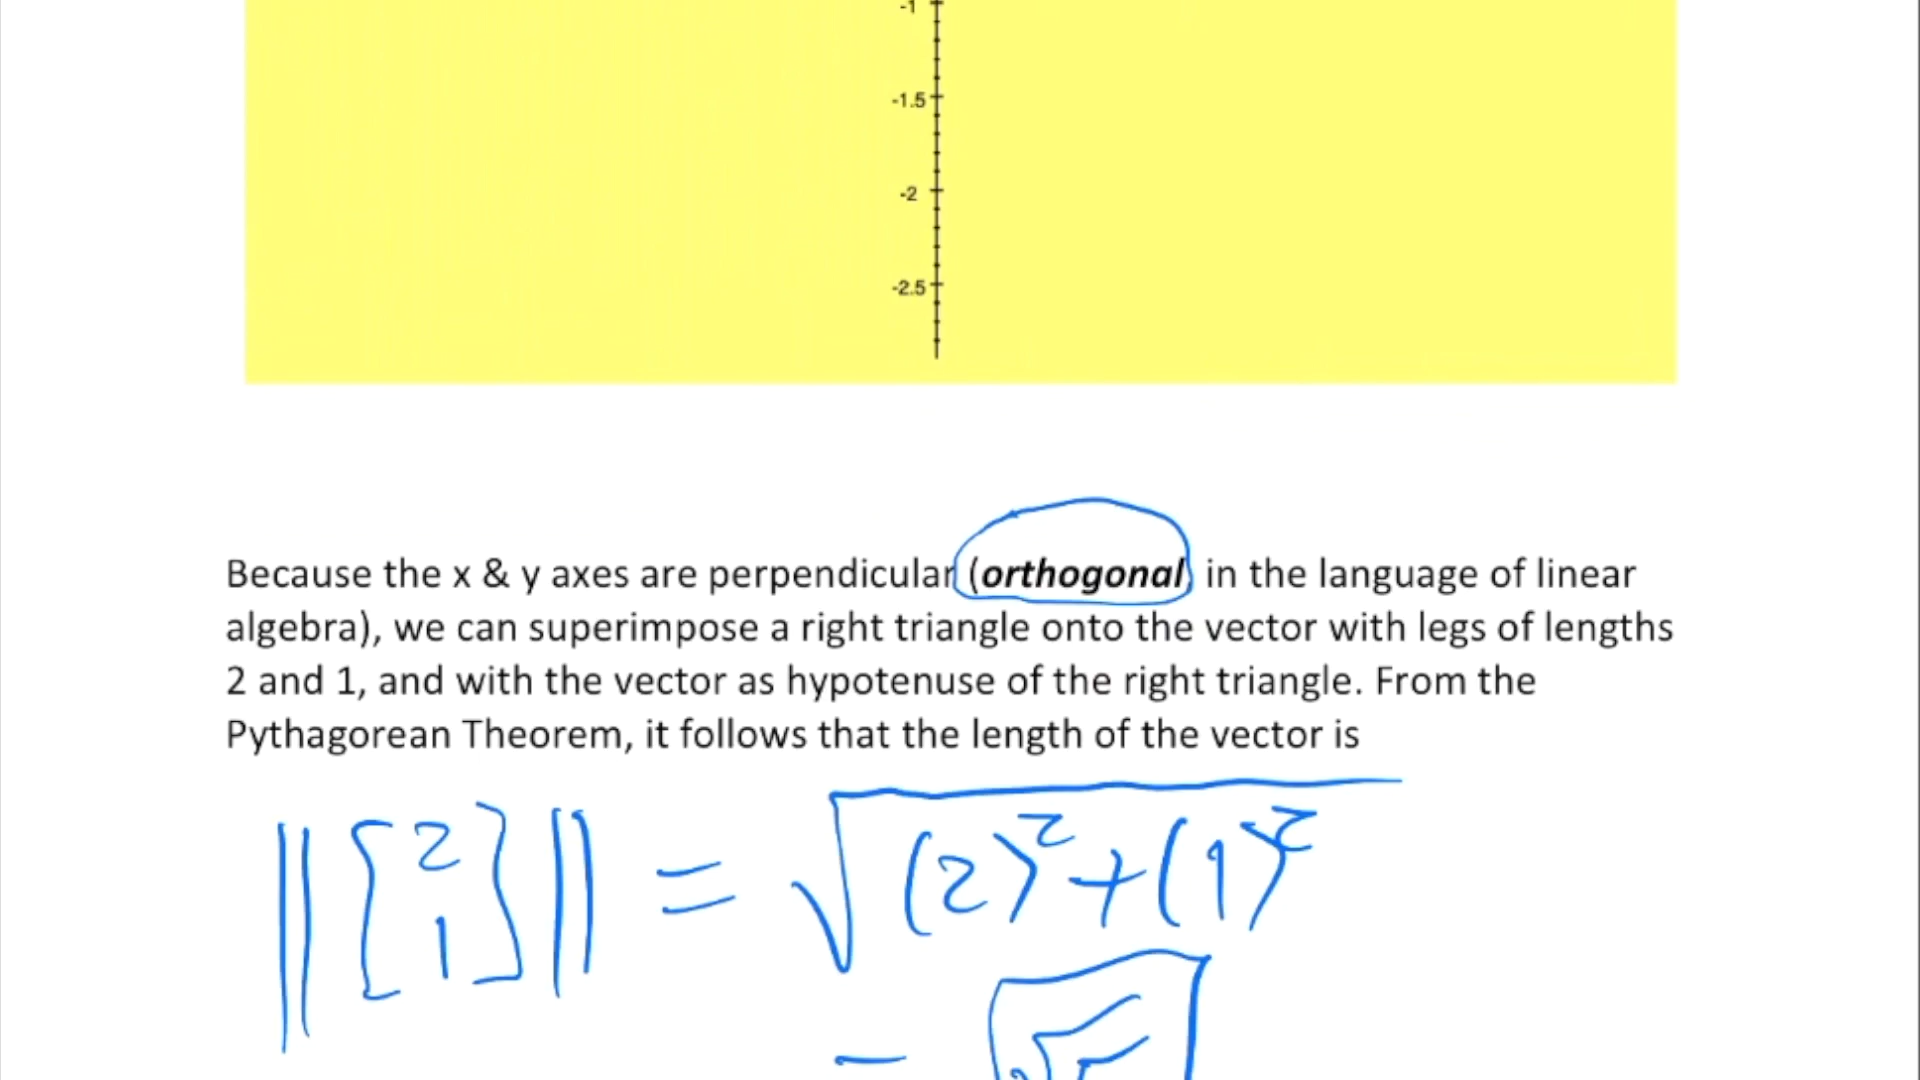 -1
-1.5
-2
-2.5
Because the x & y axes are perpendicular (orthogonal) in the language of linear
algebra), we can superimpose a right triangle onto the vector with legs of lengths
2 and 1, and with the vector as hypotenuse of the right triangle. From the
Pythagorean Theorem, it follows that the length of the vector is
||[2 1]|| = √(2)²+(1)²